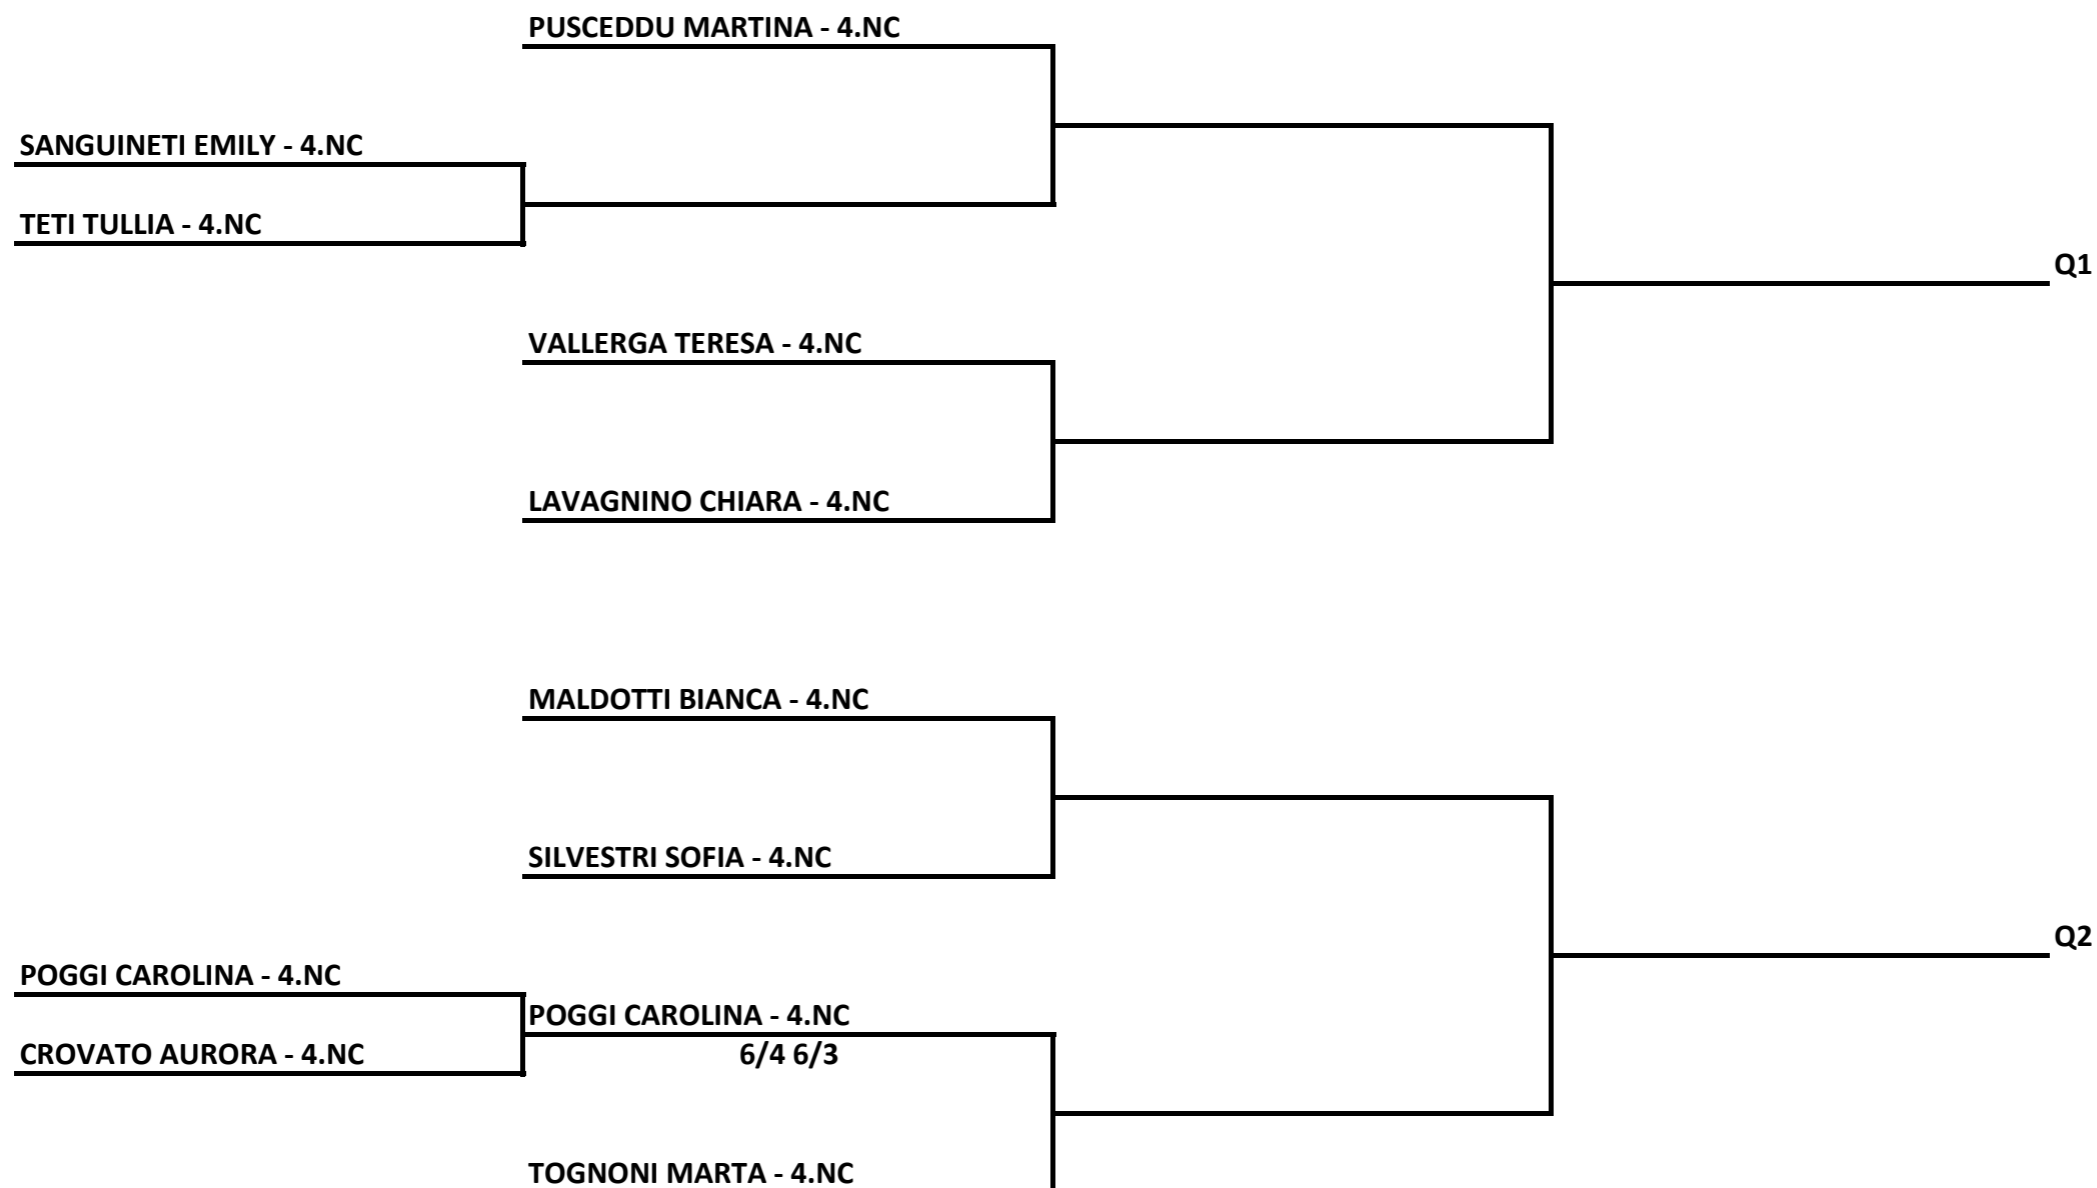 PUSCEDDU MARTINA - 4.NC
SANGUINETI EMILY - 4.NC
TETI TULLIA - 4.NC
Q1
VALLERGA TERESA - 4.NC
LAVAGNINO CHIARA - 4.NC
MALDOTTI BIANCA - 4.NC
SILVESTRI SOFIA - 4.NC
Q2
POGGI CAROLINA - 4.NC
POGGI CAROLINA - 4.NC
CROVATO AURORA - 4.NC
6/4 6/3
TOGNONI MARTA - 4.NC